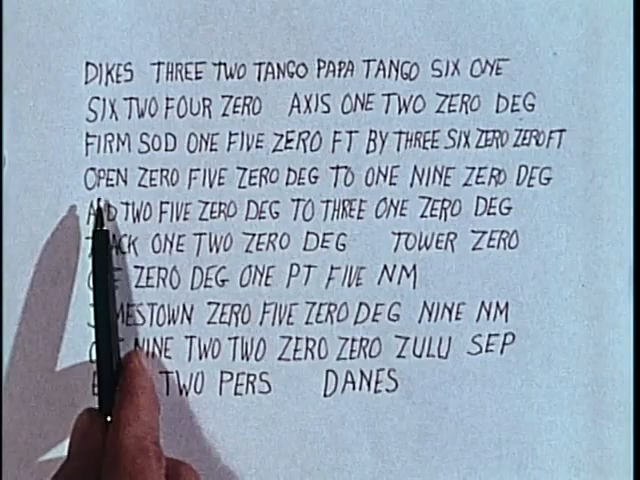 DIKES THREE TWO TANGO PAPA TANGO SIX ONE
SIX TWO FOUR ZERO AXIS ONE TWO ZERO DEG
FIRM SOD ONE FIVE ZERO FT BY THREE SIX ZERO ZERO FT
OPEN ZERO FIVE ZERO DEG TO ONE NINE ZERO DEG
AND TWO FIVE ZERO DEG TO THREE ONE ZERO DEG
TRACK ONE TWO ZERO DEG TOWER ZERO
ONE ZERO DEG ONE PT FIVE NM
JAMESTOWN ZERO FIVE ZERO DEG NINE NM
NINE TWO TWO ZERO ZERO ZULU SEP
TWO PERS DANES